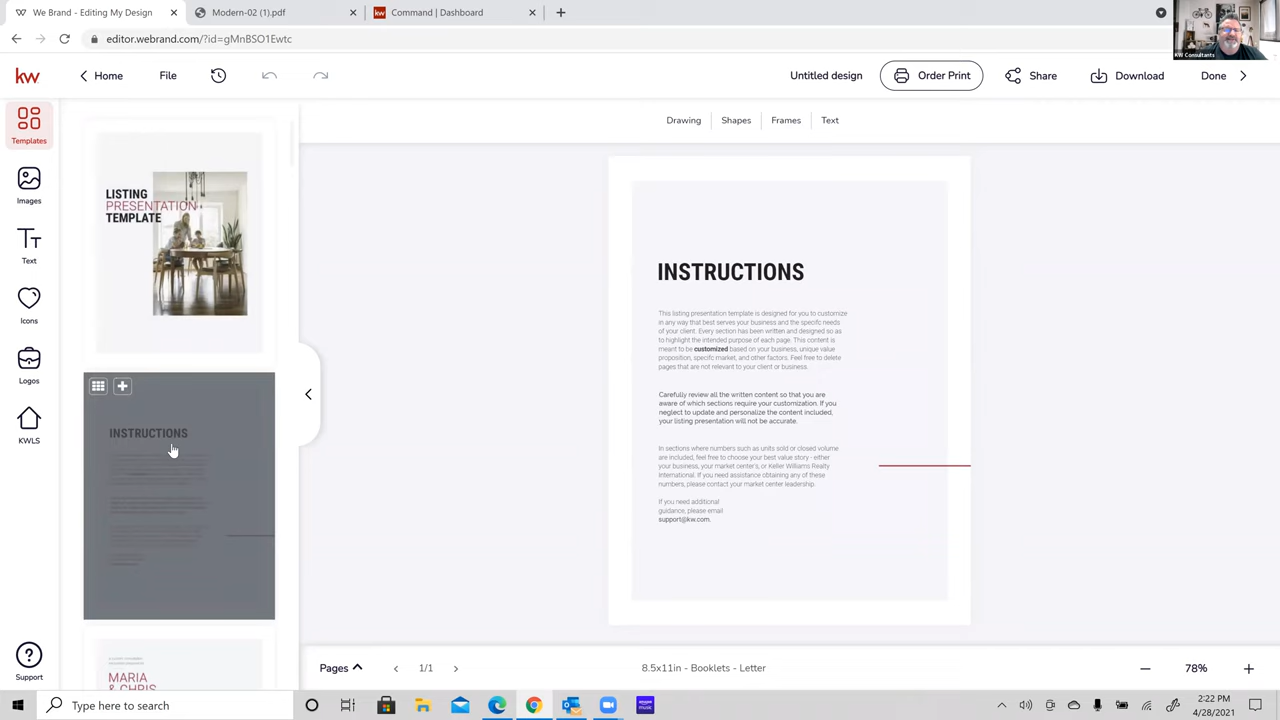 We Brand - Editing My Design
Modern-02 (1).pdf
kw
Command | Dashboard
editor.webrand.com/?id=gMnBSO1Ewtc
KW Consultants
kw
Home
File
Untitled design
Order Print
Share
Download
Done
Drawing
Shapes
Frames
Text
Templates
Images
Text
Icons
Logos
KWLS
Support
LISTING
PRESENTATION
TEMPLATE
INSTRUCTIONS
MARIA
& CHRIS
INSTRUCTIONS
This listing presentation template is designed for you to customize
in any way that best serves your business and the specifc needs
of your client. Every section has been written and designed so as
to highlight the intended purpose of each page. This content is
meant to be customized based on your business, unique value
proposition, specifc market, and other factors. Feel free to delete
pages that are not relevant to your client or business.
Carefully review all the written content so that you are
aware of which sections require your customization. If you
neglect to update and personalize the content included,
your listing presentation will not be accurate.
In sections where numbers such as units sold or closed volume
are included, feel free to choose your best value story - either
your business, your market center's, or Keller Williams Realty
International. If you need assistance obtaining any of these
numbers, please contact your market center leadership.
If you need additional
guidance, please email
support@kw.com.
Pages
1/1
8.5x11in - Booklets - Letter
78%
Type here to search
amazon
music
2:22 PM
4/28/2021